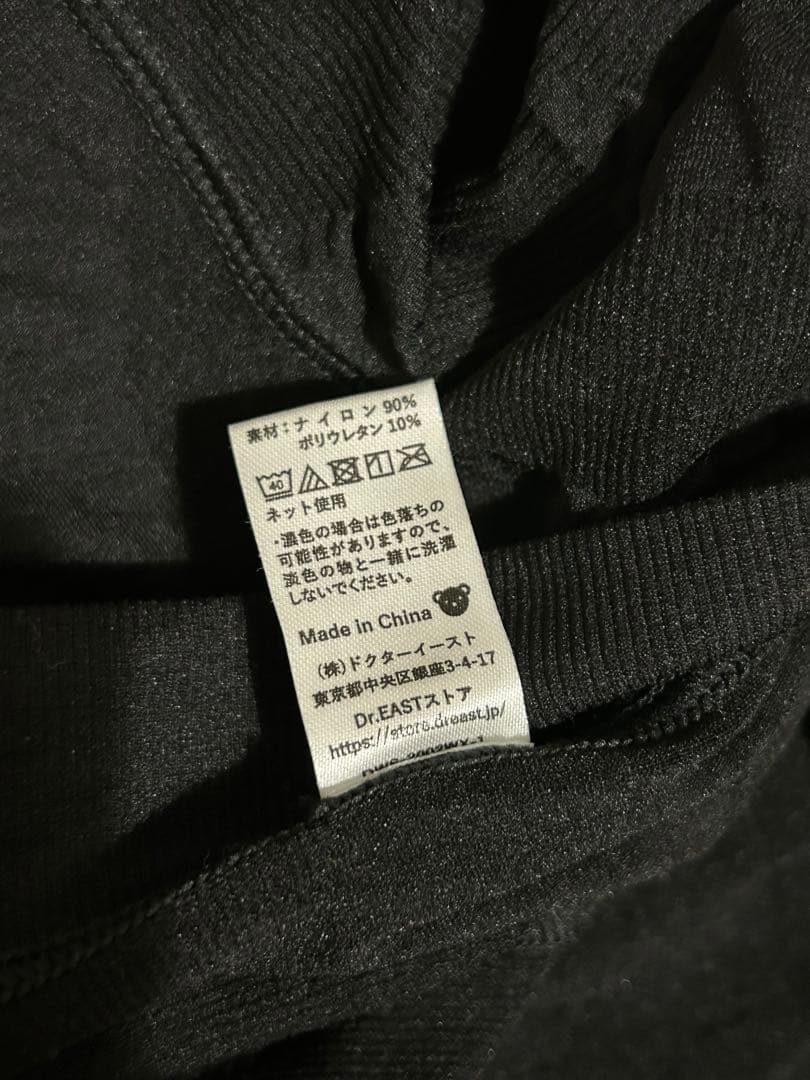 素材：ナイロン 90%
ポリウレタン 10%
40
ネット使用
・濃色の場合は色落ちの
可能性がありますので、
淡色の物と一緒に洗濯
しないでください。
Made in China
(株)ドクターイースト
東京都中央区銀座3-4-17
Dr.EASTストア
https://store.dreast.jp/